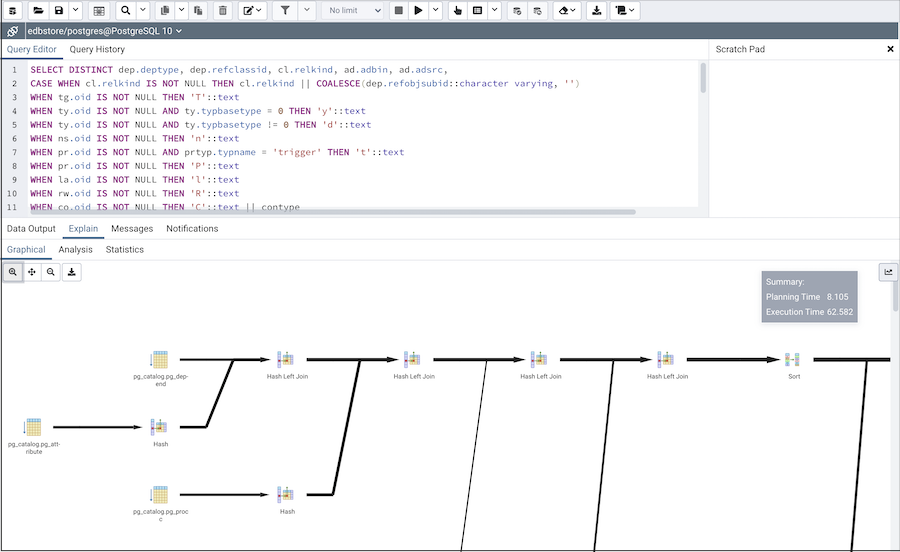 No limit
edbstore/postgres@PostgreSQL 10
Query Editor Query History
Scratch Pad
1 SELECT DISTINCT dep.deptype, dep.refclassid, cl.relkind, ad.adbin, ad.adsrc,
2 CASE WHEN cl.relkind IS NOT NULL THEN cl.relkind || COALESCE(dep.refobjsubid::character varying, '')
3 WHEN tg.oid IS NOT NULL THEN 'T'::text
4 WHEN ty.oid IS NOT NULL AND ty.typbasetype = 0 THEN 'y'::text
5 WHEN ty.oid IS NOT NULL AND ty.typbasetype != 0 THEN 'd'::text
6 WHEN ns.oid IS NOT NULL THEN 'n'::text
7 WHEN pr.oid IS NOT NULL AND prtyp.typname = 'trigger' THEN 't'::text
8 WHEN pr.oid IS NOT NULL THEN 'P'::text
9 WHEN la.oid IS NOT NULL THEN 'l'::text
10 WHEN rw.oid IS NOT NULL THEN 'R'::text
11 WHEN co.oid IS NOT NULL THEN 'C'::text || contype
Data Output Explain Messages Notifications
Graphical Analysis Statistics
Summary:
Planning Time 8.105
Execution Time 62.582
pg_catalog.pg_dep-
end
Hash Left Join
Hash Left Join
Hash Left Join
Hash Left Join
Sort
pg_catalog.pg_att-
ribute
Hash
pg_catalog.pg_proc
c
Hash